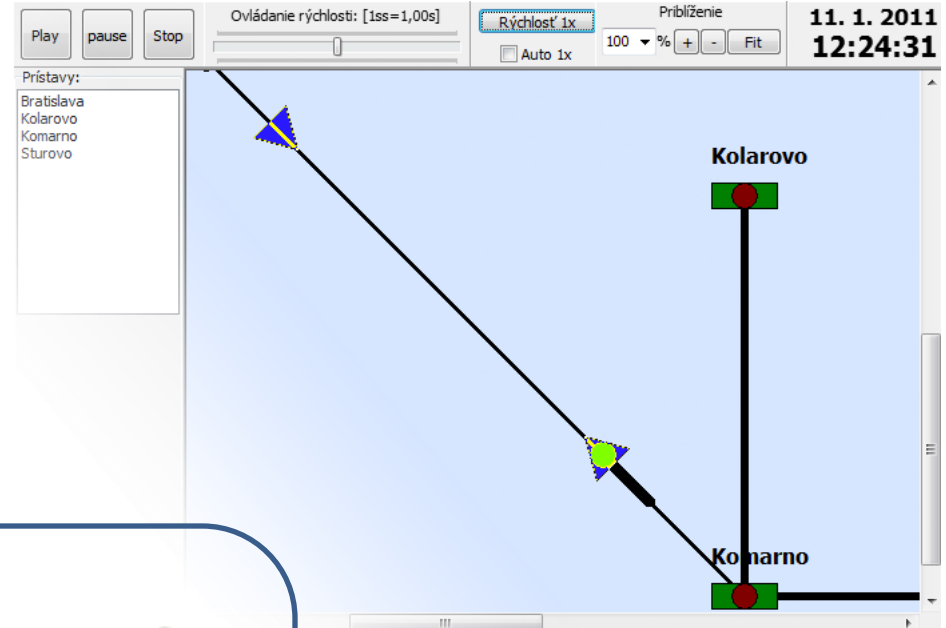 Play
pause
Stop
Ovládanie rýchlosti: [1ss=1,00s]
Rýchlosť 1x
Auto 1x
Priblíženie
100
%
+
-
Fit
11. 1. 2011
12:24:31
Prístavy:
Bratislava
Kolarovo
Komarno
Sturovo
Kolarovo
Komarno